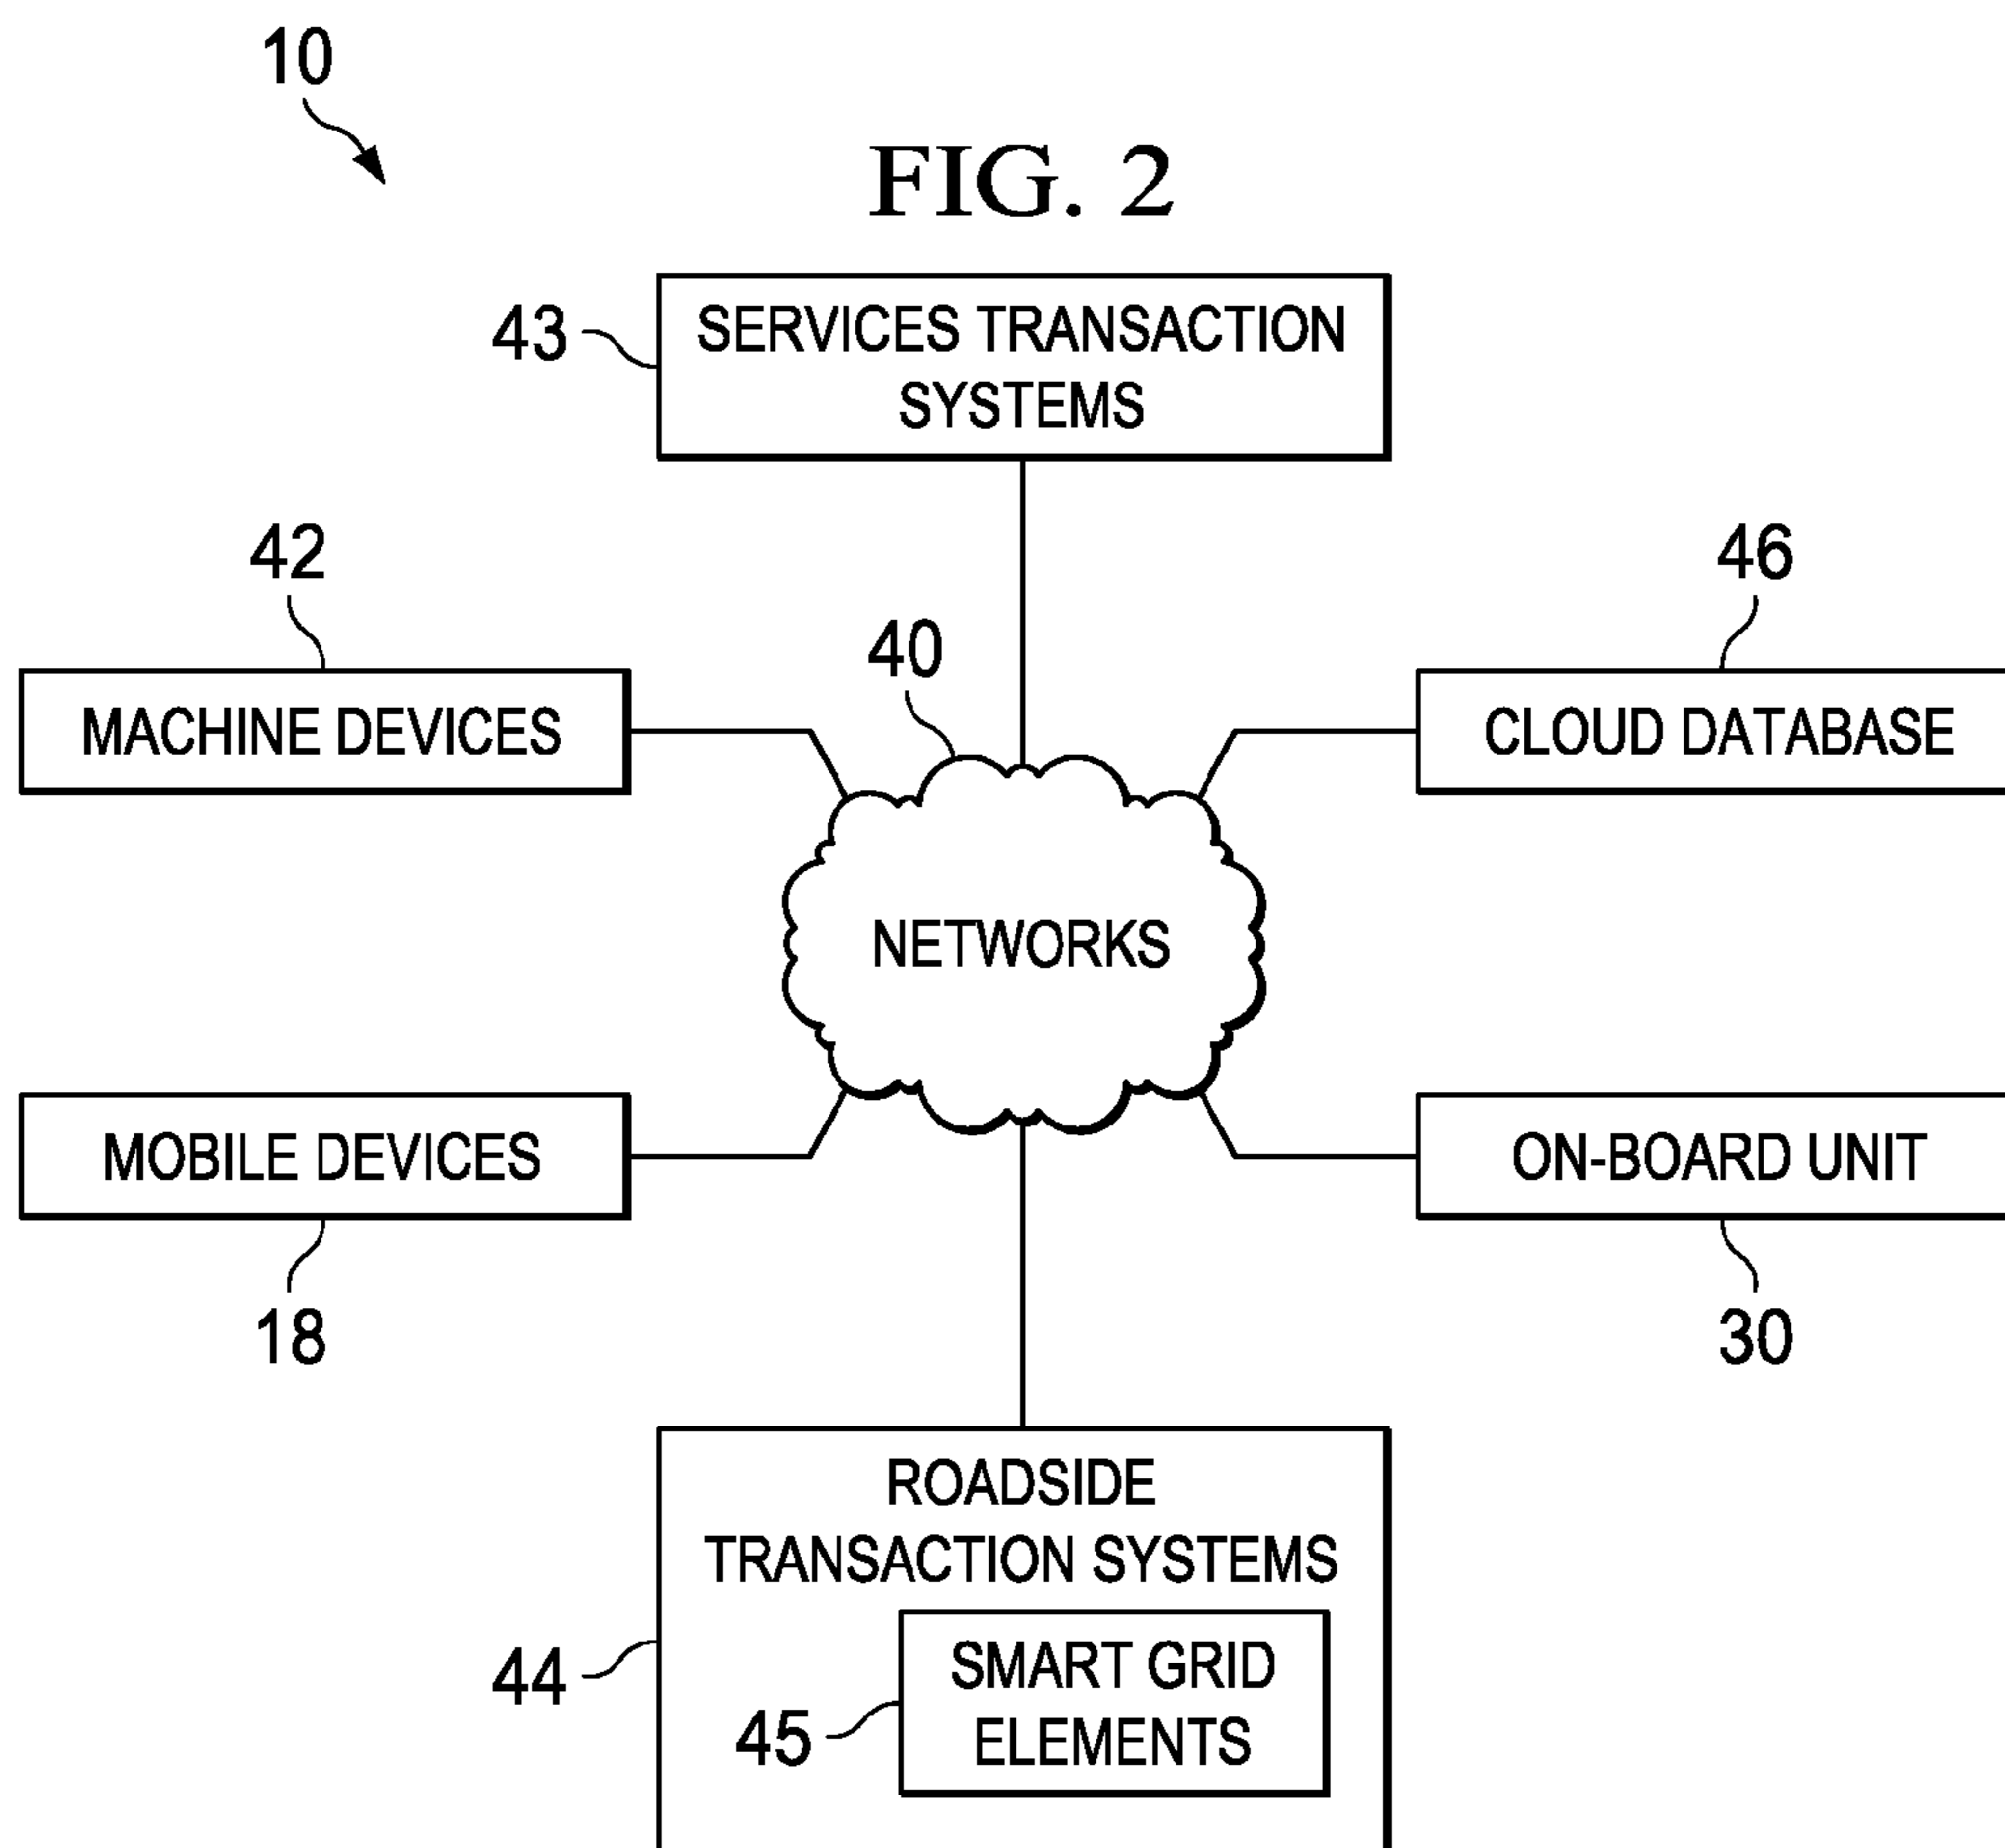 10
FIG. 2
43
SERVICES TRANSACTION
SYSTEMS
42
46
40
MACHINE DEVICES
CLOUD DATABASE
NETWORKS
MOBILE DEVICES
ON-BOARD UNIT
18
30
ROADSIDE
TRANSACTION SYSTEMS
44
SMART GRID
45
ELEMENTS